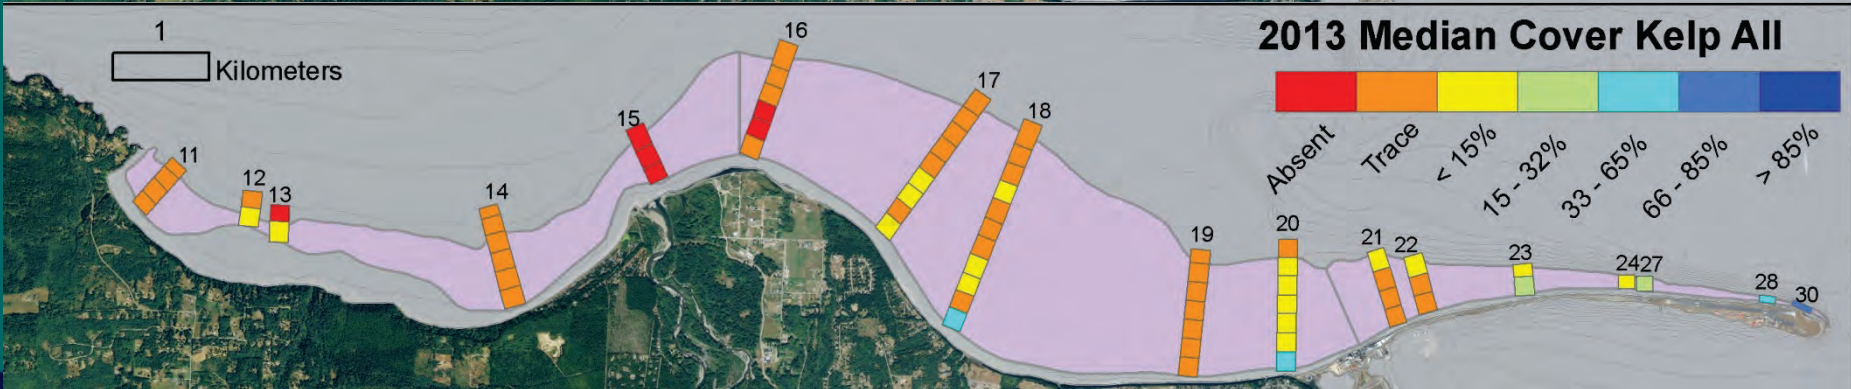 2013 Median Cover Kelp All
1
Kilometers
Absent
Trace
< 15%
15 - 32%
33 - 65%
66 - 85%
> 85%
11
12
13
14
15
16
17
18
19
20
21
22
23
24
27
28
30